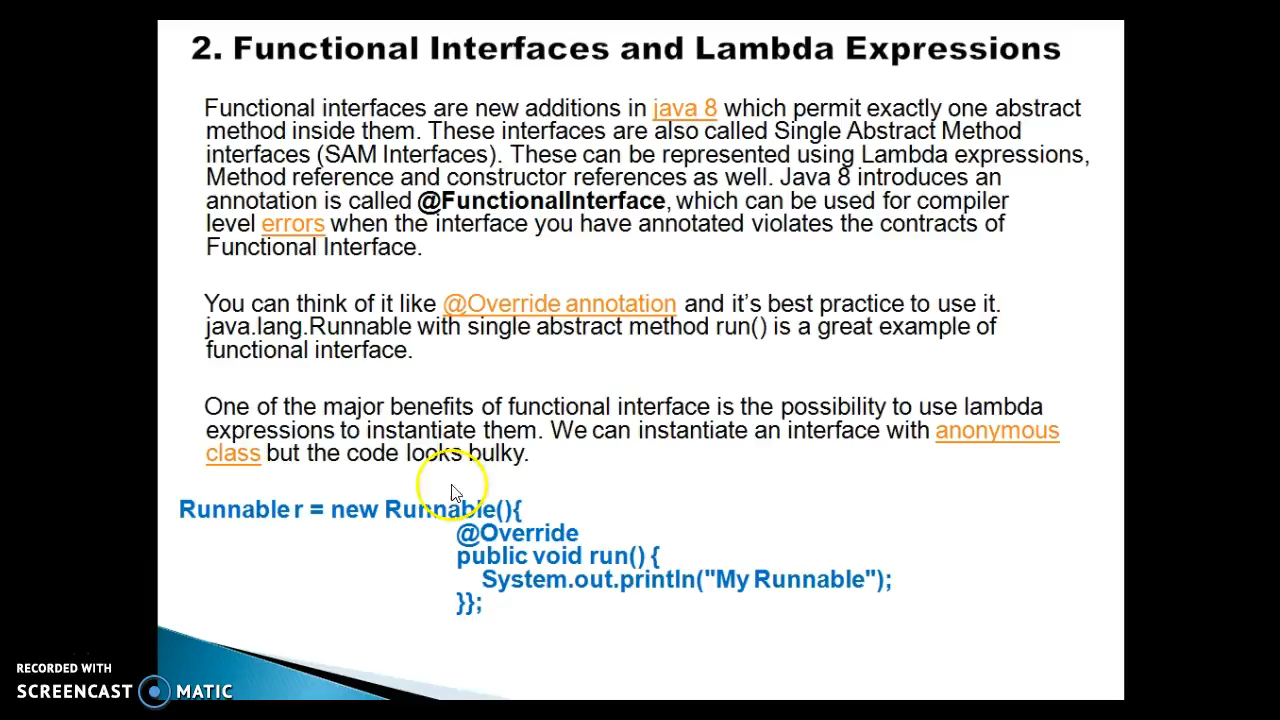 2. Functional Interfaces and Lambda Expressions
Functional interfaces are new additions in java 8 which permit exactly one abstract
method inside them. These interfaces are also called Single Abstract Method
interfaces (SAM Interfaces). These can be represented using Lambda expressions,
Method reference and constructor references as well. Java 8 introduces an
annotation is called @FunctionalInterface, which can be used for compiler
level errors when the interface you have annotated violates the contracts of
Functional Interface.
You can think of it like @Override annotation and it’s best practice to use it.
java.lang.Runnable with single abstract method run() is a great example of
functional interface.
One of the major benefits of functional interface is the possibility to use lambda
expressions to instantiate them. We can instantiate an interface with anonymous
class but the code looks bulky.
Runnable r = new Runnable(){
@Override
public void run() {
System.out.println("My Runnable");
}};
RECORDED WITH
SCREENCAST MATIC